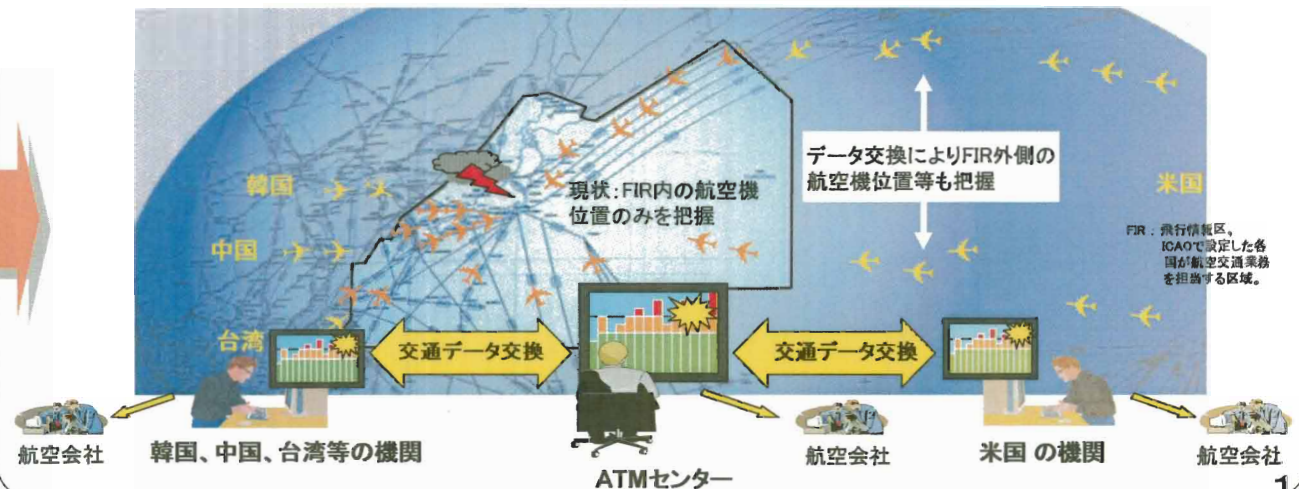 韓国
中国
台湾
米国
現状:FIR内の航空機
位置のみを把握
データ交換によりFIR外側の
航空機位置等も把握
FIR : 飛行情報区。
ICAOで設定した各
国が航空交通業務
を担当する区域。
交通データ交換
交通データ交換
航空会社
韓国、中国、台湾等の機関
ATMセンター
航空会社
米国 の機関
航空会社